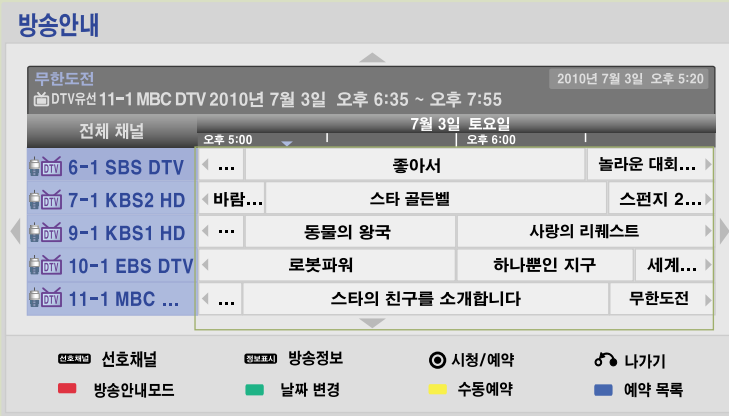 방송안내
무한도전
2010년 7월 3일 오후 5:20
DTV유선 11-1 MBC DTV 2010년 7월 3일 오후 6:35 ~ 오후 7:55
전체 채널
7월 3일 토요일
오후 5:00 오후 6:00
DTV 6-1 SBS DTV ... 좋아서 놀라운 대회...
DTV 7-1 KBS2 HD 바람... 스타 골든벨 스펀지 2...
DTV 9-1 KBS1 HD ... 동물의 왕국 사랑의 리퀘스트
DTV 10-1 EBS DTV 로봇파워 하나뿐인 지구 세계...
DTV 11-1 MBC ... ... 스타의 친구를 소개합니다 무한도전
선호채널 선호채널 정보표시 방송정보 시청/예약 나가기
방송안내모드 날짜 변경 수동예약 예약 목록